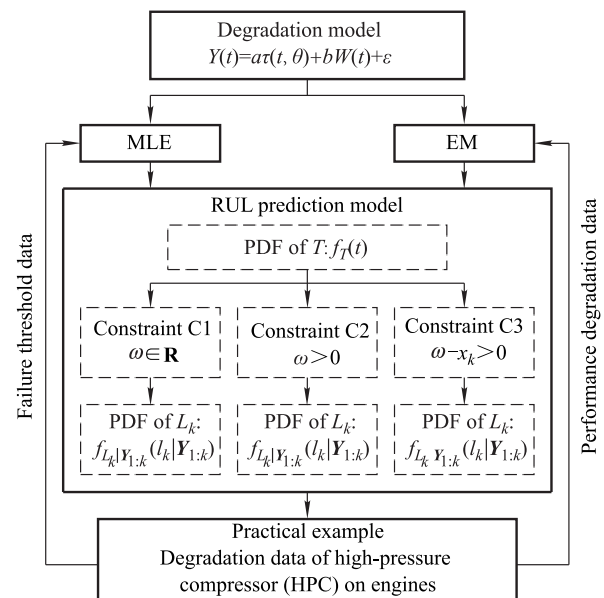 Degradation model
Y(t)=aτ(t, θ)+bW(t)+ε
MLE
EM
RUL prediction model
PDF of T: f_T(t)
Constraint C1
ω∈R
Constraint C2
ω>0
Constraint C3
ω−x_k>0
PDF of L_k:
f_{L_k|Y_{1:k}}(l_k|Y_{1:k})
PDF of L_k:
f_{L_k|Y_{1:k}}(l_k|Y_{1:k})
PDF of L_k:
f_{L_k Y_{1:k}}(l_k|Y_{1:k})
Practical example
Degradation data of high-pressure
compressor (HPC) on engines
Failure threshold data
Performance degradation data